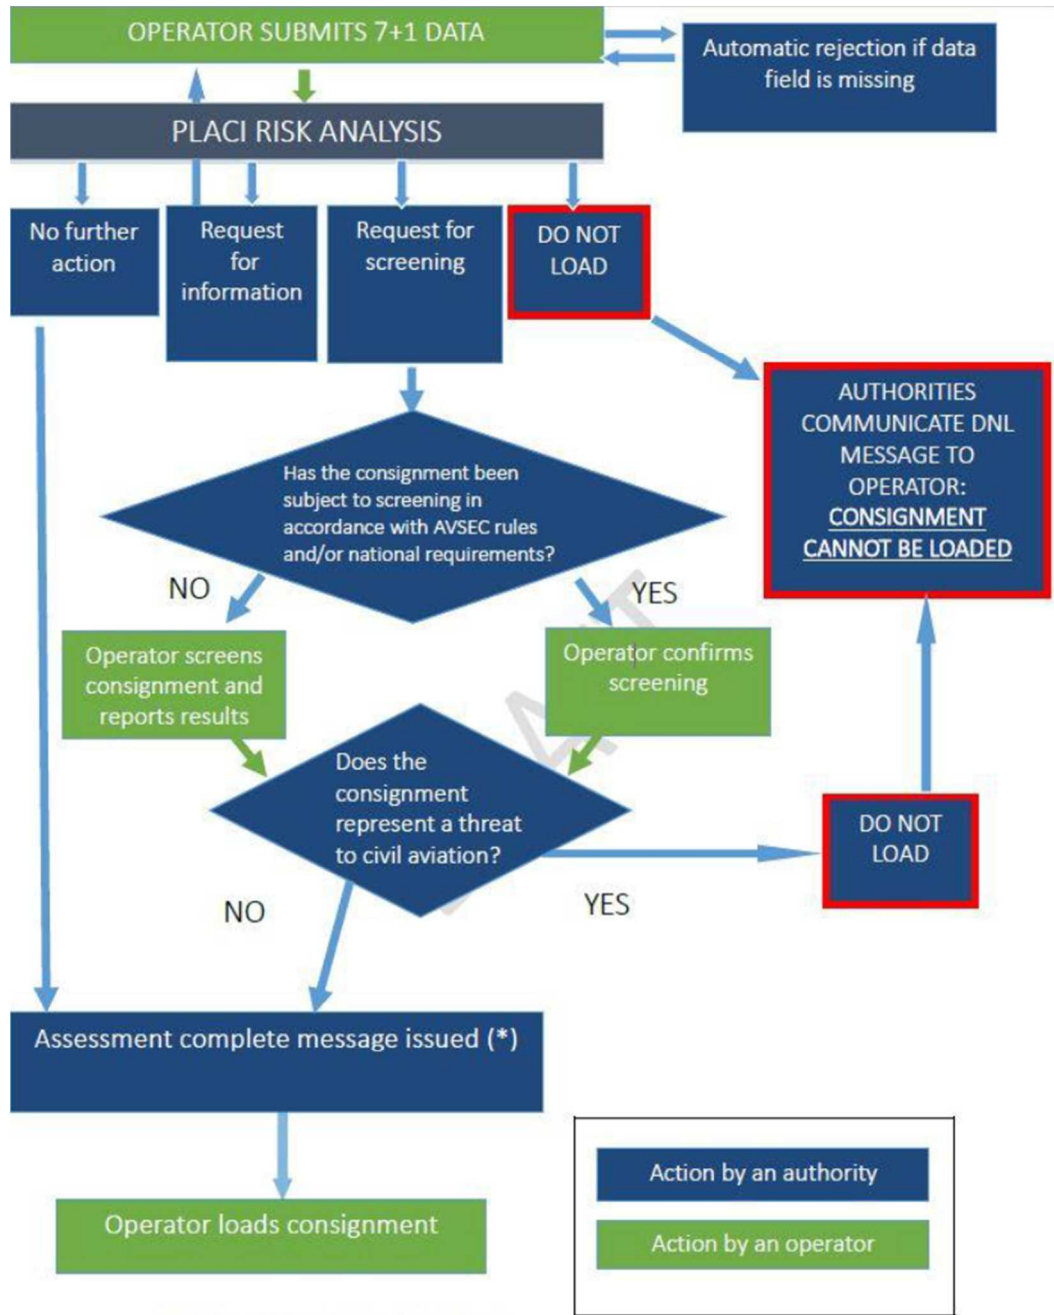 OPERATOR SUBMITS 7+1 DATA
Automatic rejection if data
field is missing
PLACI RISK ANALYSIS
No further
action
Request
for
information
Request for
screening
DO NOT
LOAD
AUTHORITIES
COMMUNICATE DNL
MESSAGE TO
OPERATOR:
CONSIGNMENT
CANNOT BE LOADED
Has the consignment been
subject to screening in
accordance with AVSEC rules
and/or national requirements?
NO
YES
Operator screens
consignment and
reports results
Operator confirms
screening
Does the
consignment
represent a threat
to civil aviation?
DO NOT
LOAD
NO
YES
Assessment complete message issued (*)
Operator loads consignment
Action by an authority
Action by an operator